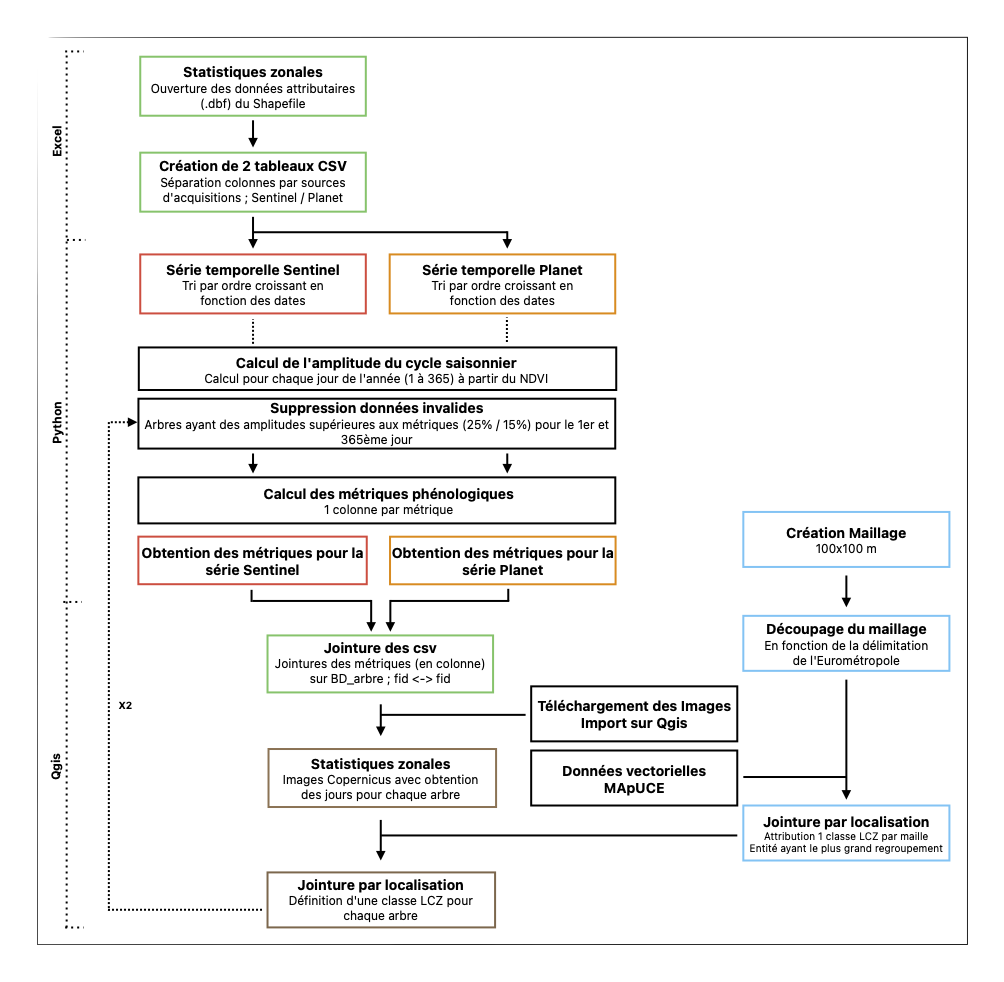 Excel
Statistiques zonales
Ouverture des données attributaires
(.dbf) du Shapefile
Création de 2 tableaux CSV
Séparation colonnes par sources
d'acquisitions ; Sentinel / Planet
Python
Série temporelle Sentinel
Tri par ordre croissant en
fonction des dates
Série temporelle Planet
Tri par ordre croissant en
fonction des dates
Calcul de l'amplitude du cycle saisonnier
Calcul pour chaque jour de l'année (1 à 365) à partir du NDVI
Suppression données invalides
Arbres ayant des amplitudes supérieures aux métriques (25% / 15%) pour le 1er et
365ème jour
Calcul des métriques phénologiques
1 colonne par métrique
Obtention des métriques pour la
série Sentinel
Obtention des métriques pour la
série Planet
Création Maillage
100x100 m
Découpage du maillage
En fonction de la délimitation
de l'Eurométropole
Qgis
X2
Jointure des csv
Jointures des métriques (en colonne)
sur BD_arbre ; fid <-> fid
Téléchargement des Images
Import sur Qgis
Statistiques zonales
Images Copernicus avec obtention
des jours pour chaque arbre
Données vectorielles
MApUCE
Jointure par localisation
Attribution 1 classe LCZ par maille
Entité ayant le plus grand regroupement
Jointure par localisation
Définition d'une classe LCZ pour
chaque arbre